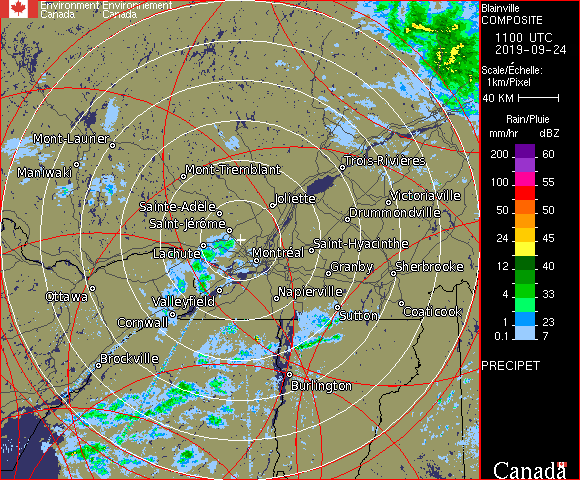 Environment Environnement
Canada Canada
Blainville
COMPOSITE
1100 UTC
2019-09-24
Scale/Échelle:
1km/Pixel
40 KM
Rain/Pluie
mm/hr dBZ
200 60
150 57
100 55
50 50
24 45
12 40
4 33
1 23
0.1 7
PRECIPET
Canada
Mont-Laurier
Maniwaki
Mont-Tremblant
Trois-Rivières
Joliette
Victoriaville
Sainte-Adèle
Drummondville
Saint-Jérôme
Lachute
Montréal
Saint-Hyacinthe
Granby
Sherbrooke
Ottawa
Valleyfield
Napierville
Cornwall
Sutton
Coaticook
Brockville
Burlington